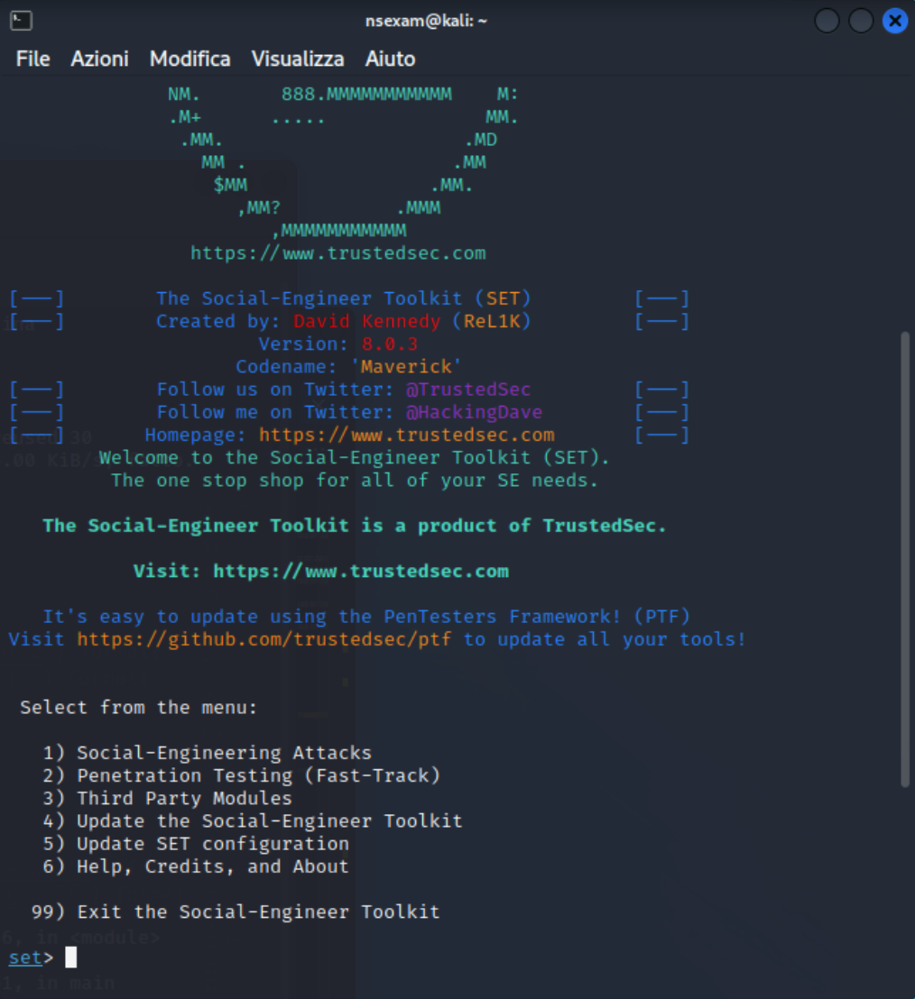 nsexam@kali: ~
File Azioni Modifica Visualizza Aiuto
NM. 888.MMMMMMMMMMM M:
.M+ ..... MM.
.MM. .MD
MM . .MM
$MM .MM.
,MM? .MMM
,MMMMMMMMMMM
https://www.trustedsec.com
[---] The Social-Engineer Toolkit (SET) [---]
[---] Created by: David Kennedy (ReL1K) [---]
Version: 8.0.3
Codename: 'Maverick'
[---] Follow us on Twitter: @TrustedSec [---]
[---] Follow me on Twitter: @HackingDave [---]
[---] Homepage: https://www.trustedsec.com [---]
Welcome to the Social-Engineer Toolkit (SET).
The one stop shop for all of your SE needs.
The Social-Engineer Toolkit is a product of TrustedSec.
Visit: https://www.trustedsec.com
It's easy to update using the PenTesters Framework! (PTF)
Visit https://github.com/trustedsec/ptf to update all your tools!
Select from the menu:
1) Social-Engineering Attacks
2) Penetration Testing (Fast-Track)
3) Third Party Modules
4) Update the Social-Engineer Toolkit
5) Update SET configuration
6) Help, Credits, and About
99) Exit the Social-Engineer Toolkit
in <module>
set>
in main